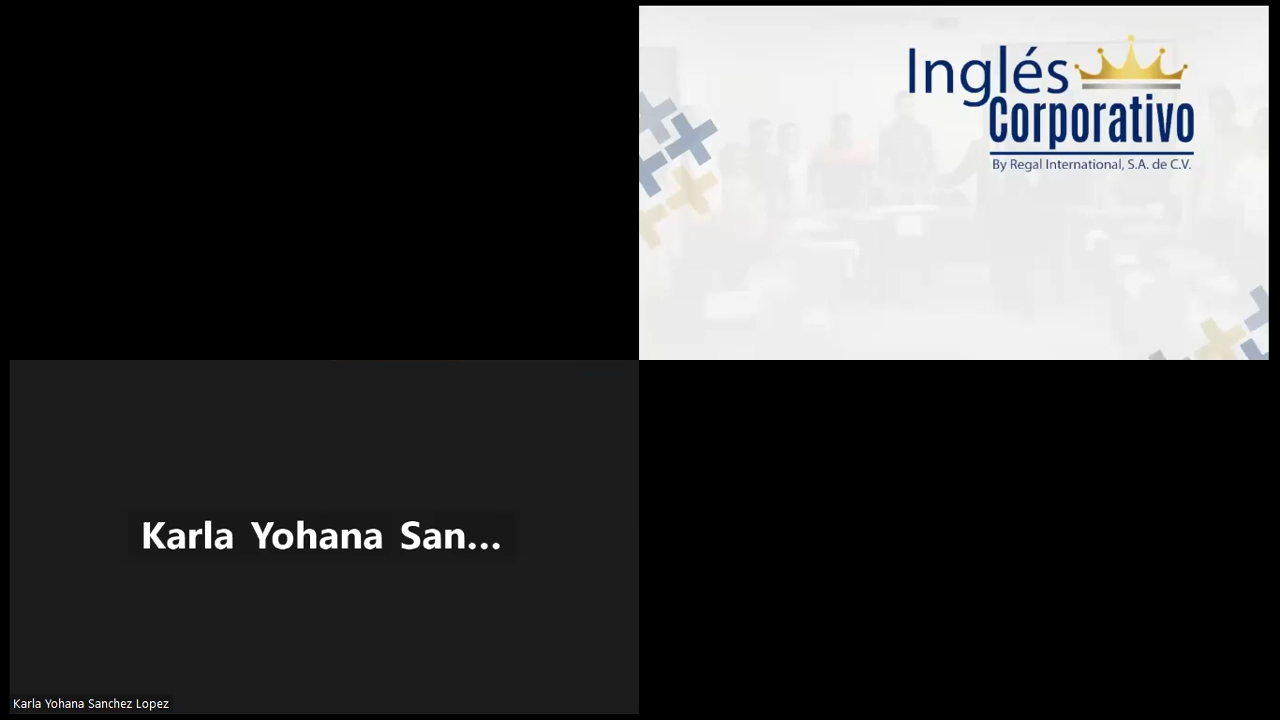 Inglés
Corporativo
By Regal International, S.A. de C.V.
Karla Yohana San...
Karla Yohana Sanchez Lopez